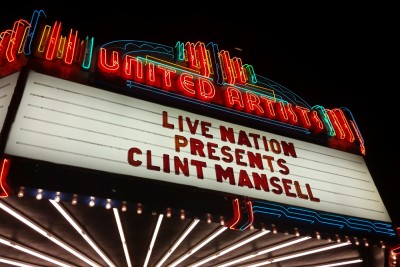 UNITED ARTISTS
LIVE NATION
PRESENTS
CLINT MANSELL